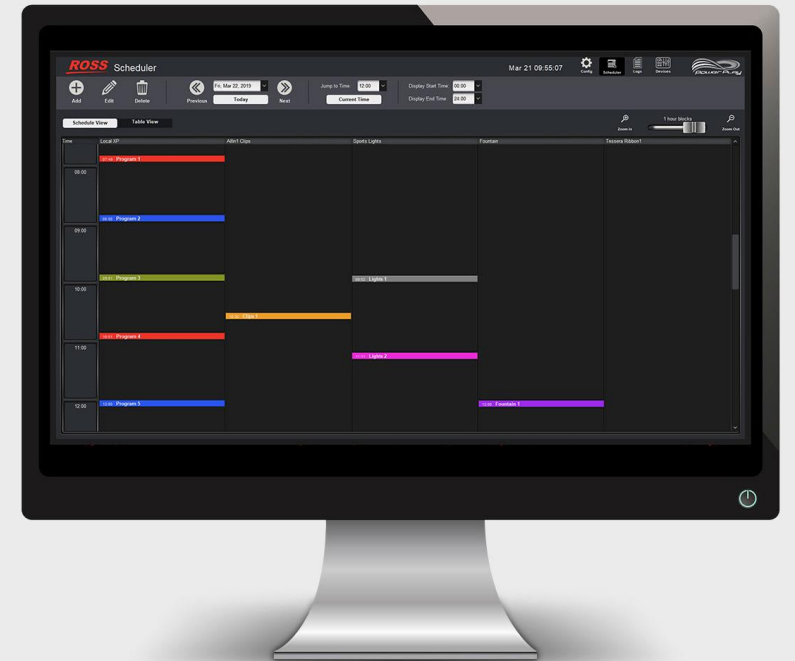 ROSS Scheduler
Mar 21 09:55:07
Config
Scheduler
Logs
Devices
POWER PLAY
Add
Edit
Delete
Previous
Fri, Mar 22, 2019
Today
Next
Jump to Time 12:00
Current Time
Display Start Time 00:00
Display End Time 24:00
Schedule View
Table View
Zoom In
1 hour blocks
Zoom Out
Time
Local XP
Clips
Sports Lights
Fountain
Tessera Ribbon1
Program 1
08:00
Program 2
09:00
Program 3
Lights 1
10:00
Clips 1
Program 4
11:00
Lights 2
12:00
12:00 Program 5
Fountain 1